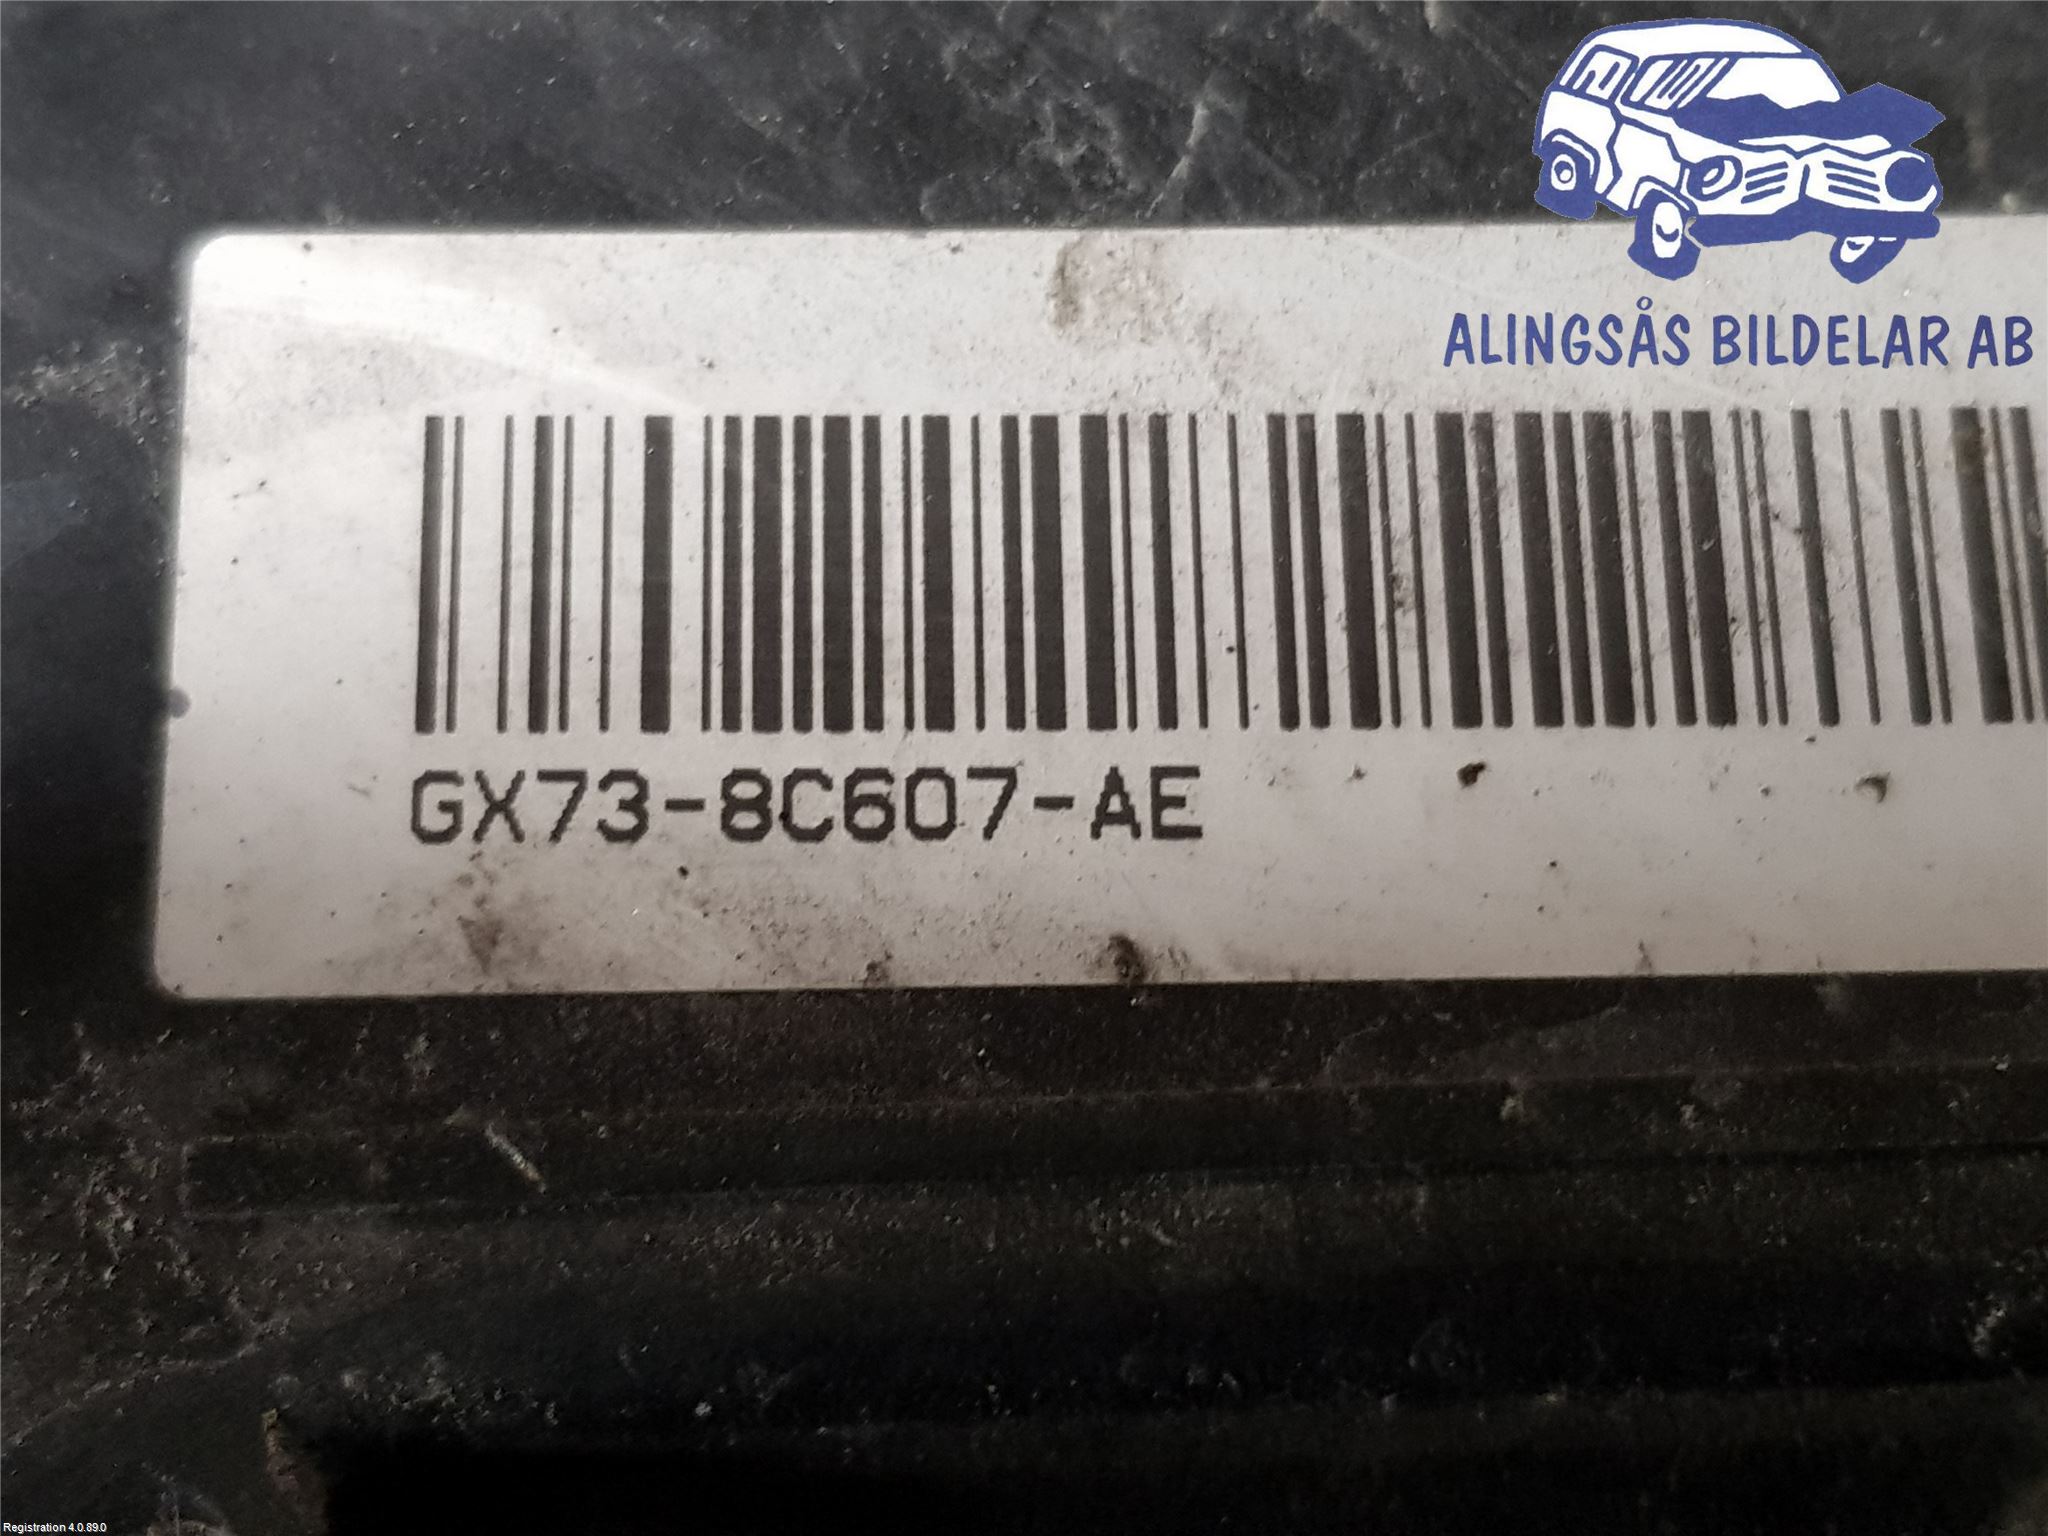 ALINGSÅS BILDELAR AB
GX73-8C607-AE
Registration 4.0.89.0